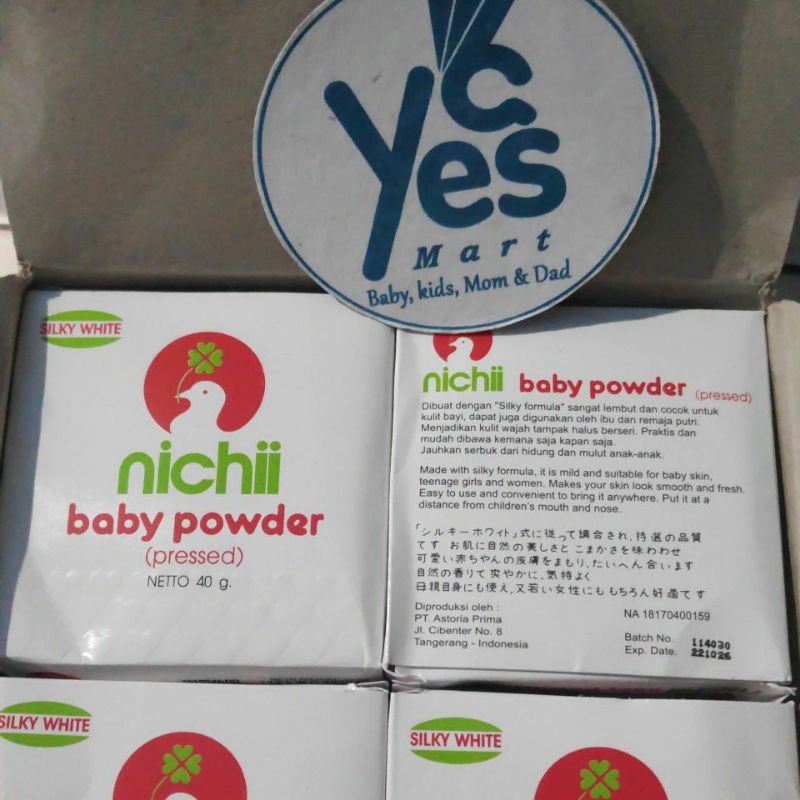 yc
yes
Mart
Baby, kids, Mom & Dad
SILKY WHITE
nichii
baby powder
(pressed)
NETTO 40 g.
nichii baby powder (pressed)
Dibuat dengan "Silky formula" sangat lembut dan cocok untuk
kulit bayi, dapat juga digunakan oleh ibu dan remaja putri.
Menjadikan kulit wajah tampak halus berseri. Praktis dan
mudah dibawa kemana saja kapan saja.
Jauhkan serbuk dari hidung dan mulut anak-anak.
Made with silky formula, it is mild and suitable for baby skin,
teenage girls and women. Makes your skin look smooth and fresh.
Easy to use and convenient to bring it anywhere. Put it at a
distance from children's mouth and nose.
「シルキーホワイト」式に従って調合され,特選の品質
てす お肌に自然の美しさと こまかさを味わわせ
可愛い赤ちやんの皮膚をまもり,たいへん合います
自然の香りて爽やかに,気特よく
母親自身にも使え,又若い女性にももちろん好適てす
Diproduksi oleh :
PT. Astoria Prima
Jl. Cibenter No. 8
Tangerang - Indonesia
NA 18170400159
Batch No. 114030
Exp. Date. 221026
SILKY WHITE
SILKY WHITE